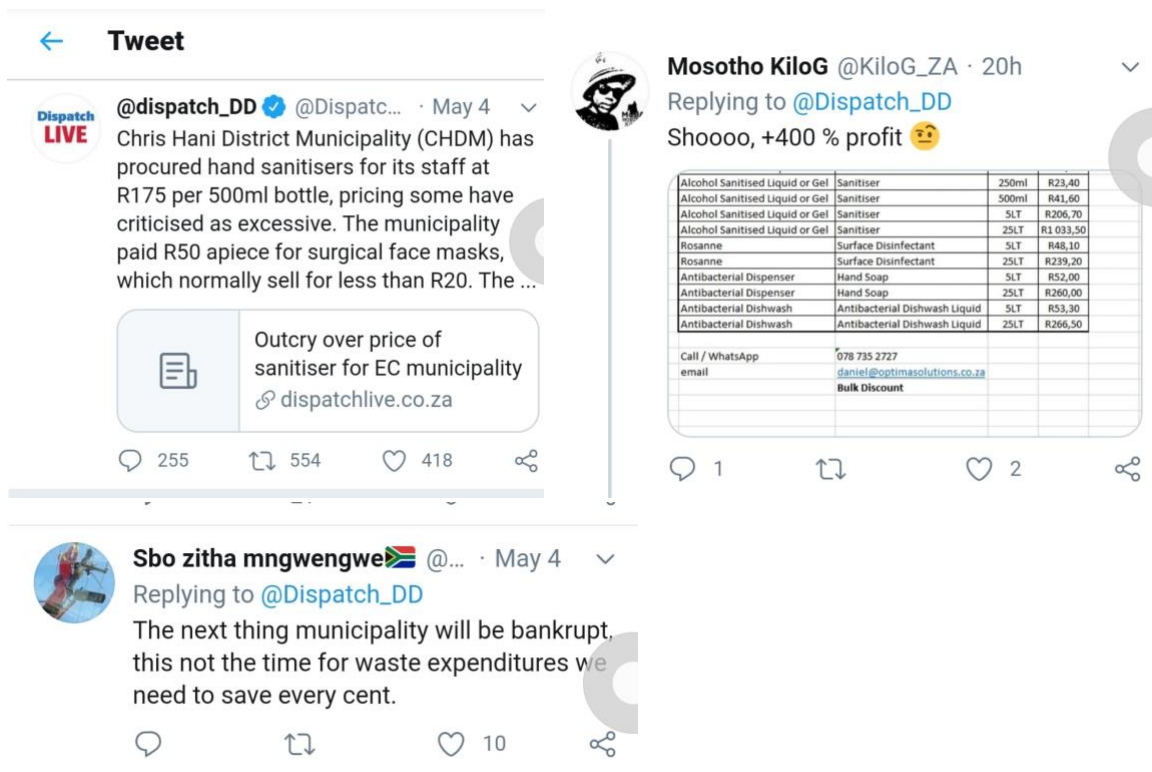 Tweet
Dispatch
LIVE
@dispatch_DD @Dispatc... · May 4
Chris Hani District Municipality (CHDM) has
procured hand sanitisers for its staff at
R175 per 500ml bottle, pricing some have
criticised as excessive. The municipality
paid R50 apiece for surgical face masks,
which normally sell for less than R20. The ...
Outcry over price of
sanitiser for EC municipality
dispatchlive.co.za
255 554 418
Mosotho KiloG @KiloG_ZA · 20h
Replying to @Dispatch_DD
Shoooo, +400 % profit 🤨
Alcohol Sanitised Liquid or Gel Sanitiser 250ml R23,40
Alcohol Sanitised Liquid or Gel Sanitiser 500ml R41,60
Alcohol Sanitised Liquid or Gel Sanitiser 5LT R206,70
Alcohol Sanitised Liquid or Gel Sanitiser 25LT R1 033,50
Rosanne Surface Disinfectant 5LT R48,10
Rosanne Surface Disinfectant 25LT R239,20
Antibacterial Dispenser Hand Soap 5LT R52,00
Antibacterial Dispenser Hand Soap 25LT R260,00
Antibacterial Dishwash Antibacterial Dishwash Liquid 5LT R53,30
Antibacterial Dishwash Antibacterial Dishwash Liquid 25LT R266,50
Call / WhatsApp 078 735 2727
email daniel@optimasolutions.co.za
Bulk Discount
1 2
Sbo zitha mngwengwe🇿🇦 @... · May 4
Replying to @Dispatch_DD
The next thing municipality will be bankrupt,
this not the time for waste expenditures we
need to save every cent.
10